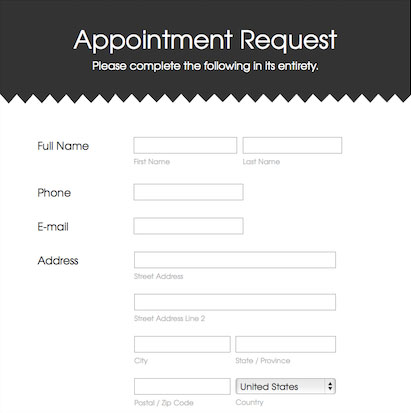 Appointment Request
Please complete the following in its entirety.
Full Name
First Name Last Name
Phone
E-mail
Address
Street Address
Street Address Line 2
City State / Province
United States
Postal / Zip Code Country